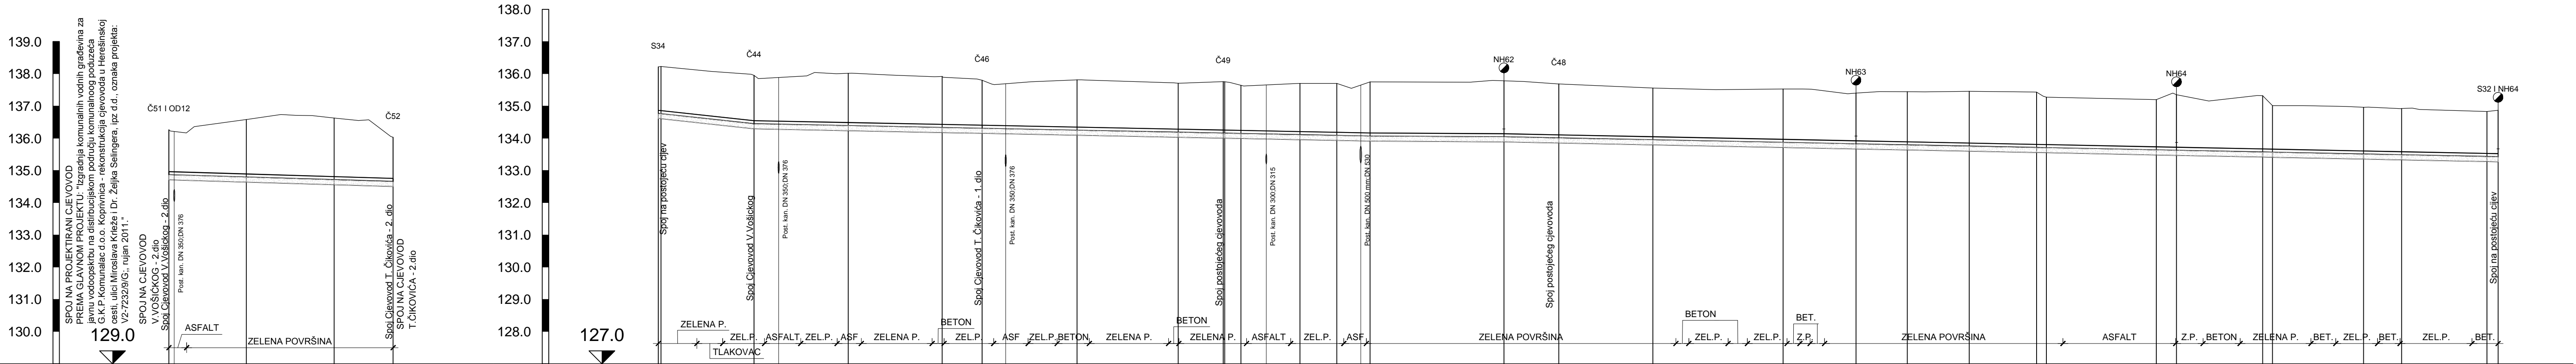 139.0
138.0
137.0
136.0
135.0
134.0
133.0
132.0
131.0
130.0
129.0
SPOJ NA PROJEKTIRANI CJEVOVOD
PREMA GLAVNOM PROJEKTU: "Izgradnja komunalnih vodnih građevina za
javnu vodoopskrbu na distirbucijskom području komunalnog poduzeća
G.K.P.Komunalac d.o.o. Koprivnica - rekonstrukcija cjevovoda u Herešinskoj
cesti, ulici Miroslava Krleže i Dr. Željka Selingera, ipz d.d., oznaka projekta:
V2-7232/9/G;, rujan 2011."
SPOJ NA CJEVOVOD
V.VOŠIČKOG - 2.dio
Č51 I OD12
Spoj Cjevovod V.Vošickog - 2.dio
Post. kan. DN 350;DN 376
Č52
Spoj Cjevovod T. Čikovića - 2. dio
SPOJ NA CJEVOVOD
T.ČIKOVIĆA - 2.dio
ASFALT
ZELENA POVRŠINA
138.0
137.0
136.0
135.0
134.0
133.0
132.0
131.0
130.0
129.0
128.0
127.0
S34
Spoj na postojeću cijev
Č44
Spoj Cjevovod V.Vošickog
Post. kan. DN 350;DN 376
Č46
Spoj Cjevovod T. Čikovića - 1. dio
Post. kan. DN 350;DN 376
Č49
Spoj postojećeg cjevovoda
Post. kan. DN 300;DN 315
Post. kan. DN 500 mm;DN 530
NH62
Č48
Spoj postojećeg cjevovoda
NH63
NH64
S32 I NH64
Spoj na postojeću cijev
ZELENA P.
TLAKOVAC
ZEL.P.
ASFALT
ZEL.P.
ASF.
ZELENA P.
BETON
ZEL.P.
ASF
ZEL.P.
BETON
ZELENA P.
BETON
ZELENA P.
ASFALT
ZEL.P.
ASF
ZELENA POVRŠINA
BETON
ZEL.P.
ZEL.P.
BET.
Z.P.
ZELENA POVRŠINA
ASFALT
Z.P.
BETON
ZELENA P.
BET.
ZEL.P.
BET.
ZEL.P.
BET.